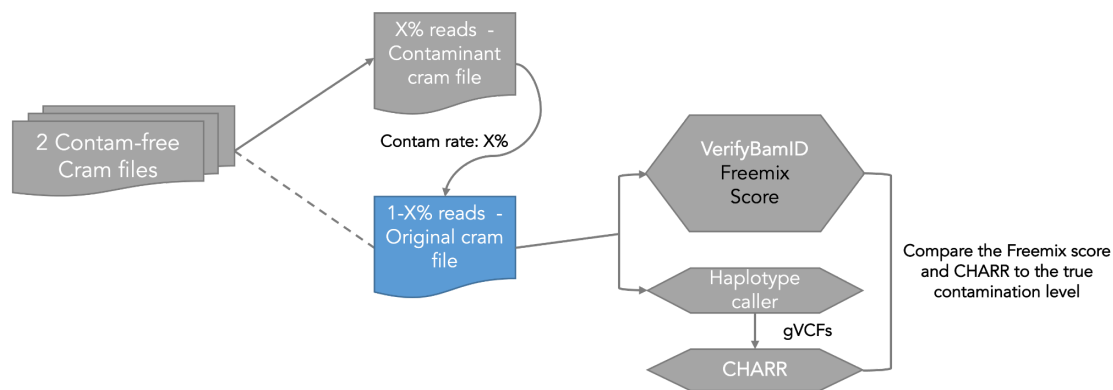 X% reads -
Contaminant
cram file
2 Contam-free
Cram files
Contam rate: X%
1-X% reads -
Original cram
file
VerifyBamID
Freemix
Score
Haplotype
caller
gVCFs
CHARR
Compare the Freemix score
and CHARR to the true
contamination level